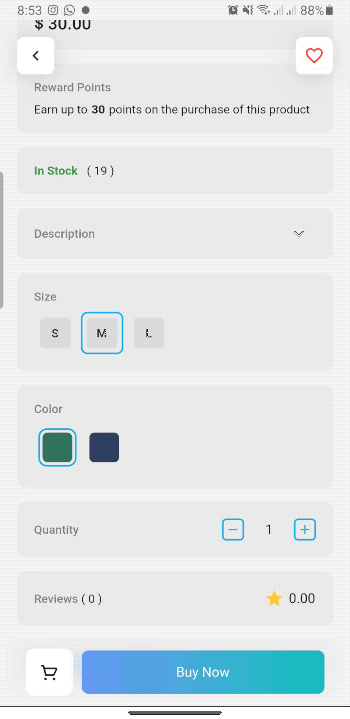 8:53 88%
$ 30.00
Reward Points
Earn up to 30 points on the purchase of this product
In Stock ( 19 )
Description
Size
S M L
Color
Quantity 1
Reviews ( 0 ) 0.00
Buy Now